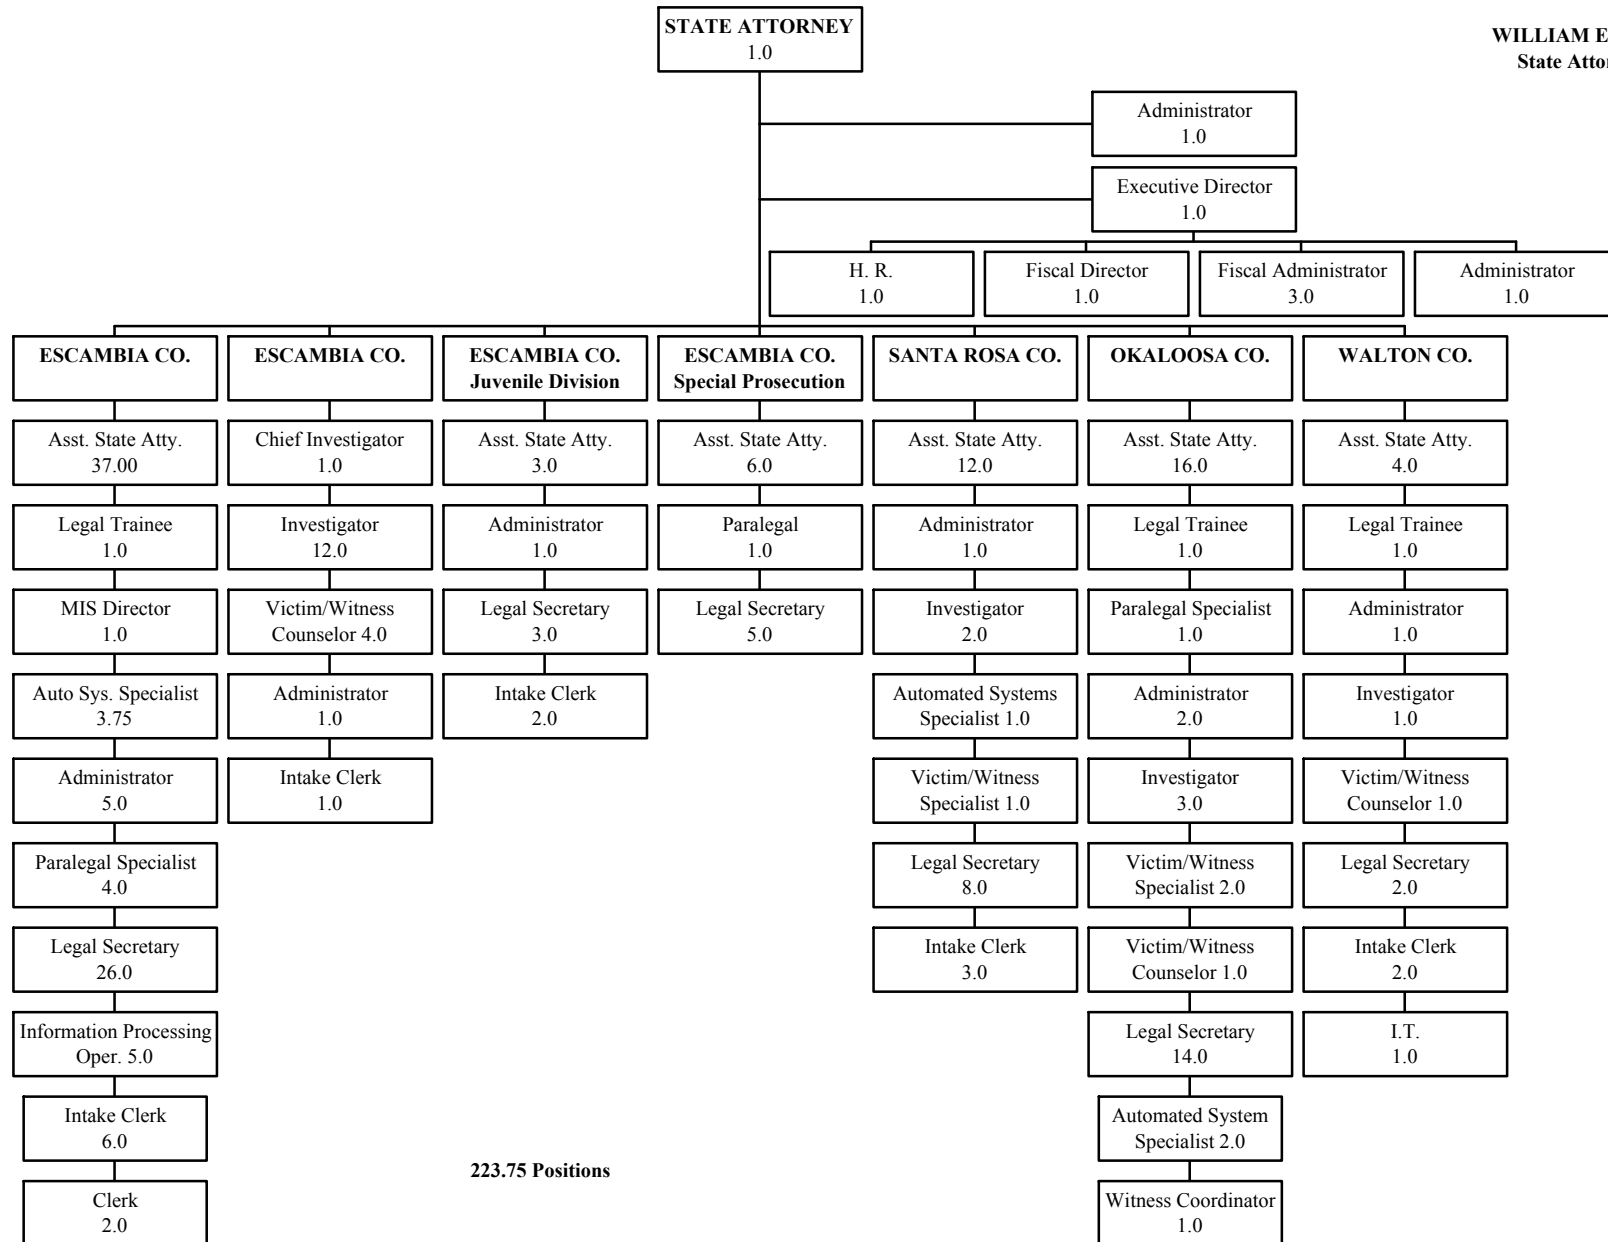 STATE ATTORNEY
1.0
WILLIAM E
State Attor
Administrator
1.0
Executive Director
1.0
H. R.
1.0
Fiscal Director
1.0
Fiscal Administrator
3.0
Administrator
1.0
ESCAMBIA CO.
Asst. State Atty.
37.00
Legal Trainee
1.0
MIS Director
1.0
Auto Sys. Specialist
3.75
Administrator
5.0
Paralegal Specialist
4.0
Legal Secretary
26.0
Information Processing
Oper. 5.0
Intake Clerk
6.0
Clerk
2.0
ESCAMBIA CO.
Chief Investigator
1.0
Investigator
12.0
Victim/Witness
Counselor 4.0
Administrator
1.0
Intake Clerk
1.0
ESCAMBIA CO.
Juvenile Division
Asst. State Atty.
3.0
Administrator
1.0
Legal Secretary
3.0
Intake Clerk
2.0
ESCAMBIA CO.
Special Prosecution
Asst. State Atty.
6.0
Paralegal
1.0
Legal Secretary
5.0
SANTA ROSA CO.
Asst. State Atty.
12.0
Administrator
1.0
Investigator
2.0
Automated Systems
Specialist 1.0
Victim/Witness
Specialist 1.0
Legal Secretary
8.0
Intake Clerk
3.0
OKALOOSA CO.
Asst. State Atty.
16.0
Legal Trainee
1.0
Paralegal Specialist
1.0
Administrator
2.0
Investigator
3.0
Victim/Witness
Specialist 2.0
Victim/Witness
Counselor 1.0
Legal Secretary
14.0
Automated System
Specialist 2.0
Witness Coordinator
1.0
WALTON CO.
Asst. State Atty.
4.0
Legal Trainee
1.0
Administrator
1.0
Investigator
1.0
Victim/Witness
Counselor 1.0
Legal Secretary
2.0
Intake Clerk
2.0
I.T.
1.0
223.75 Positions